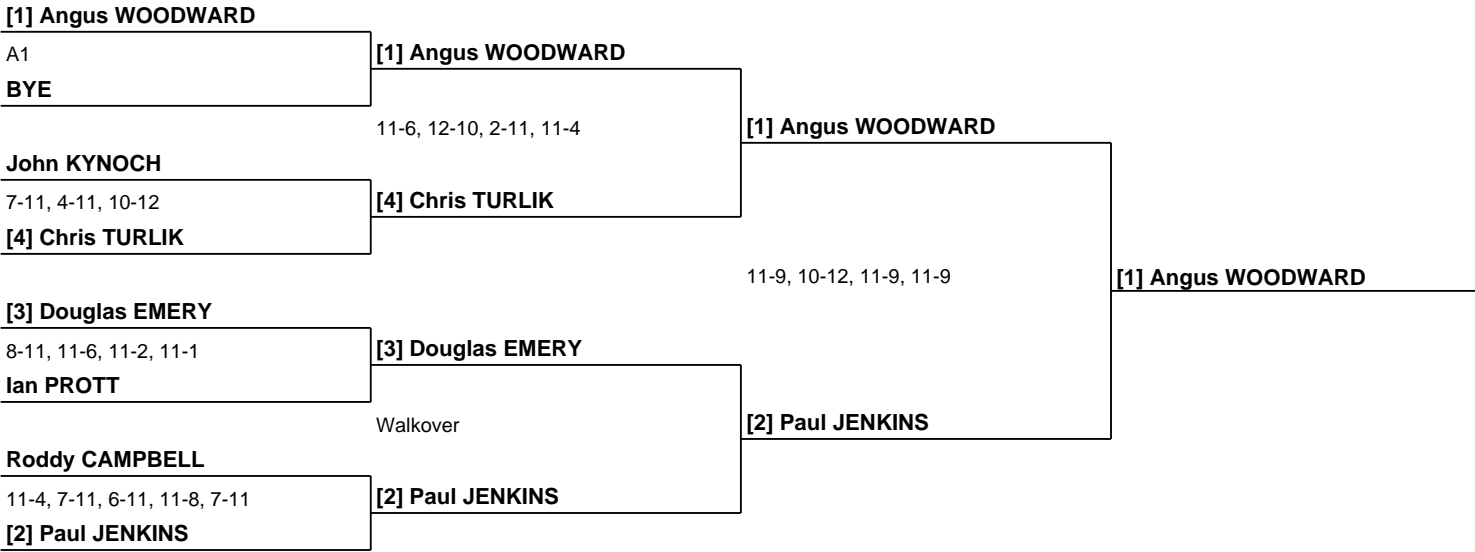 [1] Angus WOODWARD
A1
BYE
John KYNOCH
7-11, 4-11, 10-12
[4] Chris TURLIK
[3] Douglas EMERY
8-11, 11-6, 11-2, 11-1
Ian PROTT
Roddy CAMPBELL
11-4, 7-11, 6-11, 11-8, 7-11
[2] Paul JENKINS
[1] Angus WOODWARD
11-6, 12-10, 2-11, 11-4
[4] Chris TURLIK
[3] Douglas EMERY
Walkover
[2] Paul JENKINS
[1] Angus WOODWARD
11-9, 10-12, 11-9, 11-9
[2] Paul JENKINS
[1] Angus WOODWARD